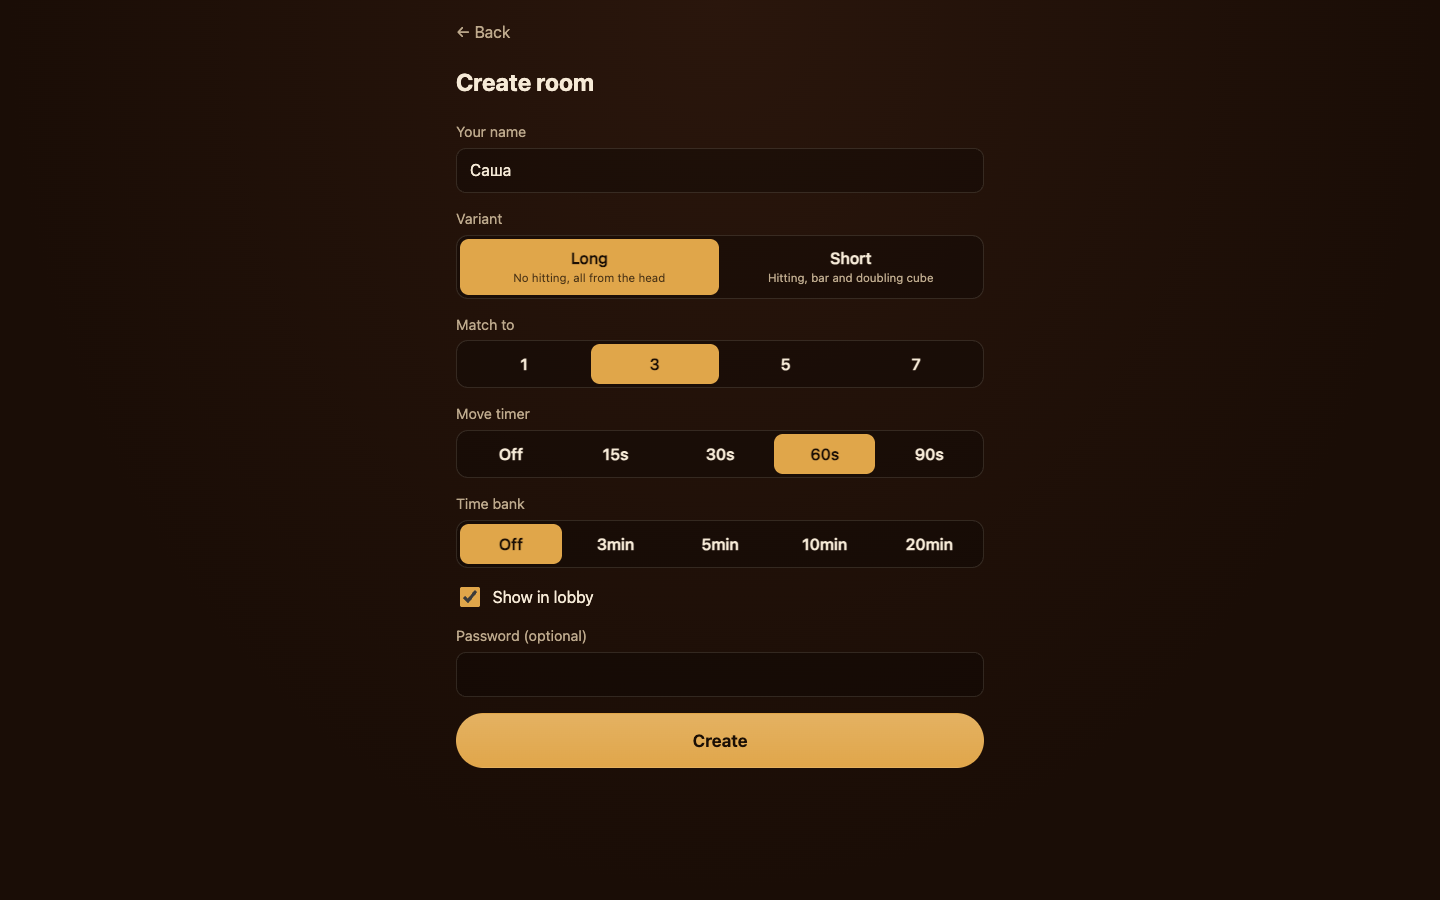 ← Back
Create room
Your name
Саша
Variant
Long
No hitting, all from the head
Short
Hitting, bar and doubling cube
Match to
1 3 5 7
Move timer
Off 15s 30s 60s 90s
Time bank
Off 3min 5min 10min 20min
Show in lobby
Password (optional)
Create